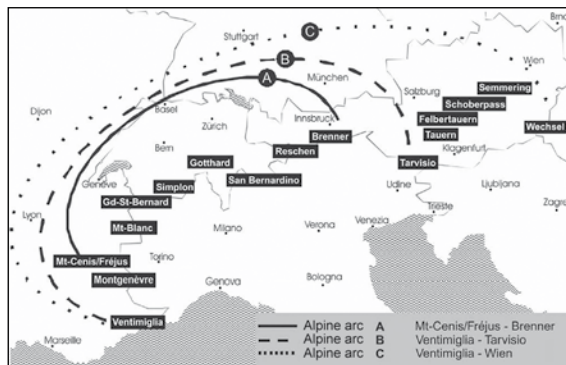 Stuttgart
C
Brno
Wien
B
Semmering
München
Salzburg
A
Schoberpass
Dijon
Basel
Innsbruck
Felbertauern
Wechsel
Zürich
Brenner
Tauern
Bern
Reschen
Klagenfurt
Gotthard
Tarvisio
Genève
Simplon
San Bernardino
Udine
Ljubljana
Gd-St-Bernard
Lyon
Trieste
Zagre
Mt-Blanc
Milano
Verona
Venezia
Mt-Cenis/Fréjus
Torino
Montgenèvre
Genova
Bologna
Ventimiglia
Marseille
Alpine arc A Mt-Cenis/Fréjus - Brenner
Alpine arc B Ventimiglia - Tarvisio
Alpine arc C Ventimiglia - Wien